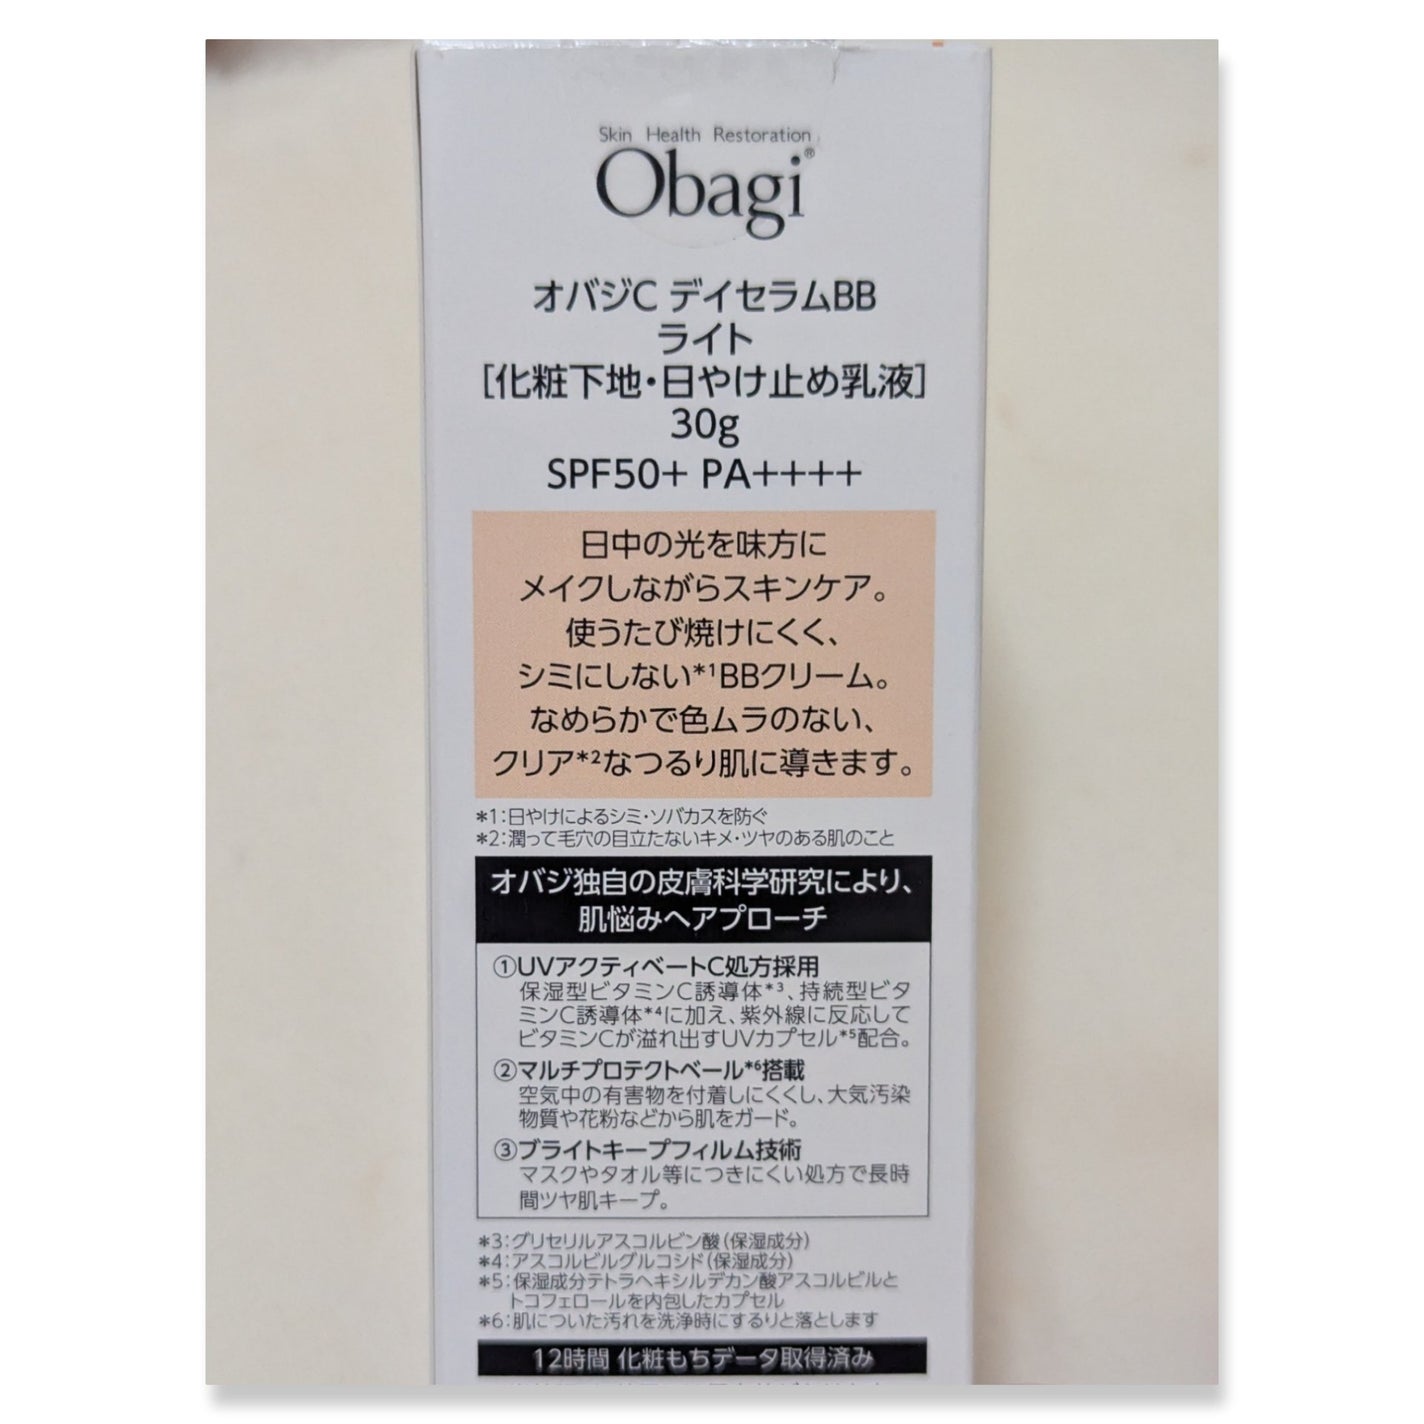 Skin Health Restoration
Obagi®
オバジC デイセラムBB
ライト
[化粧下地・日やけ止め乳液]
30g
SPF50+ PA++++
日中の光を味方に
メイクしながらスキンケア。
使うたび焼けにくく、
シミにしない*1BBクリーム。
なめらかで色ムラのない、
クリア*2なつるり肌に導きます。
*1:日やけによるシミ・ソバカスを防ぐ
*2:潤って毛穴の目立たないキメ・ツヤのある肌のこと
オバジ独自の皮膚科学研究により、
肌悩みへアプローチ
①UVアクティベートC処方採用
保湿型ビタミンC誘導体*3、持続型ビタ
ミンC誘導体*4に加え、紫外線に反応して
ビタミンCが溢れ出すUVカプセル*5配合。
②マルチプロテクトベール*6搭載
空気中の有害物を付着しにくくし、大気汚染
物質や花粉などから肌をガード。
③ブライトキープフィルム技術
マスクやタオル等につきにくい処方で長時
間ツヤ肌キープ。
*3:グリセリルアスコルビン酸(保湿成分)
*4:アスコルビルグルコシド(保湿成分)
*5:保湿成分テトラヘキシルデカン酸アスコルビルと
トコフェロールを内包したカプセル
*6:肌についた汚れを洗浄時にするりと落とします
12時間 化粧もちデータ取得済み